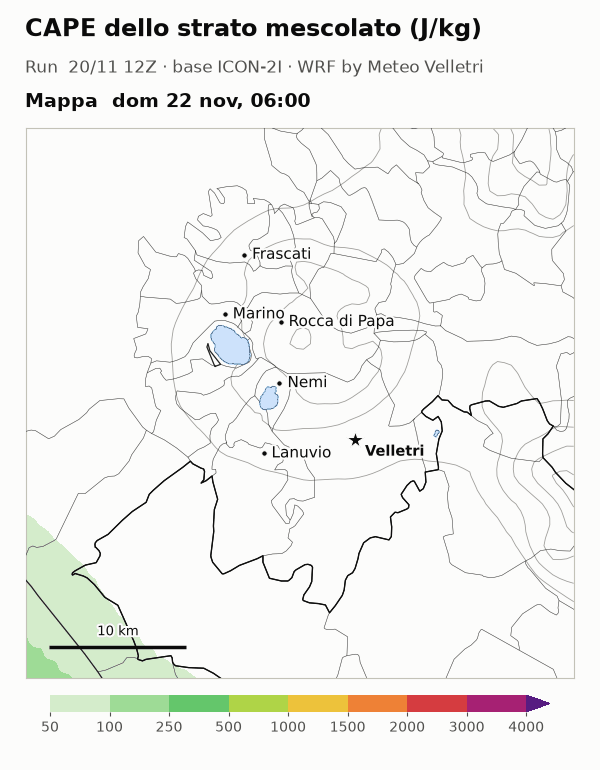 CAPE dello strato mescolato (J/kg)
Run  20/11 12Z · base ICON-2I · WRF by Meteo Velletri
Mappa  dom 22 nov, 06:00
Frascati
Marino
Rocca di Papa
Nemi
Velletri
Lanuvio
10 km
50 100 250 500 1000 1500 2000 3000 4000